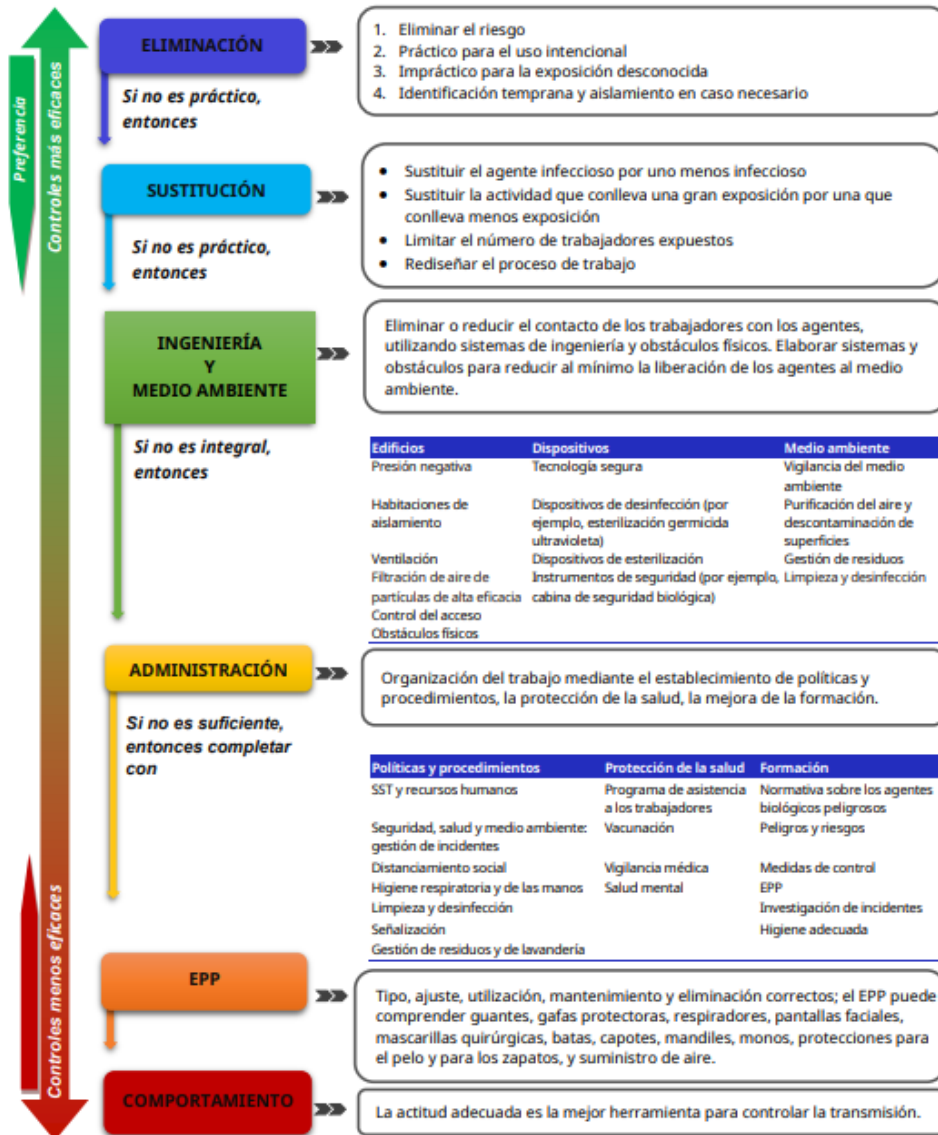 Preferencia
Controles más eficaces
ELIMINACIÓN
1. Eliminar el riesgo
2. Práctico para el uso intencional
3. Impráctico para la exposición desconocida
4. Identificación temprana y aislamiento en caso necesario
Si no es práctico,
entonces
SUSTITUCIÓN
• Sustituir el agente infeccioso por uno menos infeccioso
• Sustituir la actividad que conlleva una gran exposición por una que
conlleva menos exposición
• Limitar el número de trabajadores expuestos
• Rediseñar el proceso de trabajo
Si no es práctico,
entonces
INGENIERÍA
Y
MEDIO AMBIENTE
Eliminar o reducir el contacto de los trabajadores con los agentes,
utilizando sistemas de ingeniería y obstáculos físicos. Elaborar sistemas y
obstáculos para reducir al mínimo la liberación de los agentes al medio
ambiente.
Si no es integral,
entonces
Edificios Dispositivos Medio ambiente
Presión negativa Tecnología segura Vigilancia del medio
ambiente
Habitaciones de Dispositivos de desinfección (por Purificación del aire y
aislamiento ejemplo, esterilización germicida descontaminación de
ultravioleta) superficies
Ventilación Dispositivos de esterilización Gestión de residuos
Filtración de aire de Instrumentos de seguridad (por ejemplo, Limpieza y desinfección
partículas de alta eficacia cabina de seguridad biológica)
Control del acceso
Obstáculos físicos
ADMINISTRACIÓN
Organización del trabajo mediante el establecimiento de políticas y
procedimientos, la protección de la salud, la mejora de la formación.
Si no es suficiente,
entonces completar
con
Políticas y procedimientos Protección de la salud Formación
SST y recursos humanos Programa de asistencia Normativa sobre los agentes
a los trabajadores biológicos peligrosos
Seguridad, salud y medio ambiente: Vacunación Peligros y riesgos
gestión de incidentes
Distanciamiento social Vigilancia médica Medidas de control
Higiene respiratoria y de las manos Salud mental EPP
Limpieza y desinfección Investigación de incidentes
Señalización Higiene adecuada
Gestión de residuos y de lavandería
Controles menos eficaces
EPP
Tipo, ajuste, utilización, mantenimiento y eliminación correctos; el EPP puede
comprender guantes, gafas protectoras, respiradores, pantallas faciales,
mascarillas quirúrgicas, batas, capotes, mandiles, monos, protecciones para
el pelo y para los zapatos, y suministro de aire.
COMPORTAMIENTO
La actitud adecuada es la mejor herramienta para controlar la transmisión.